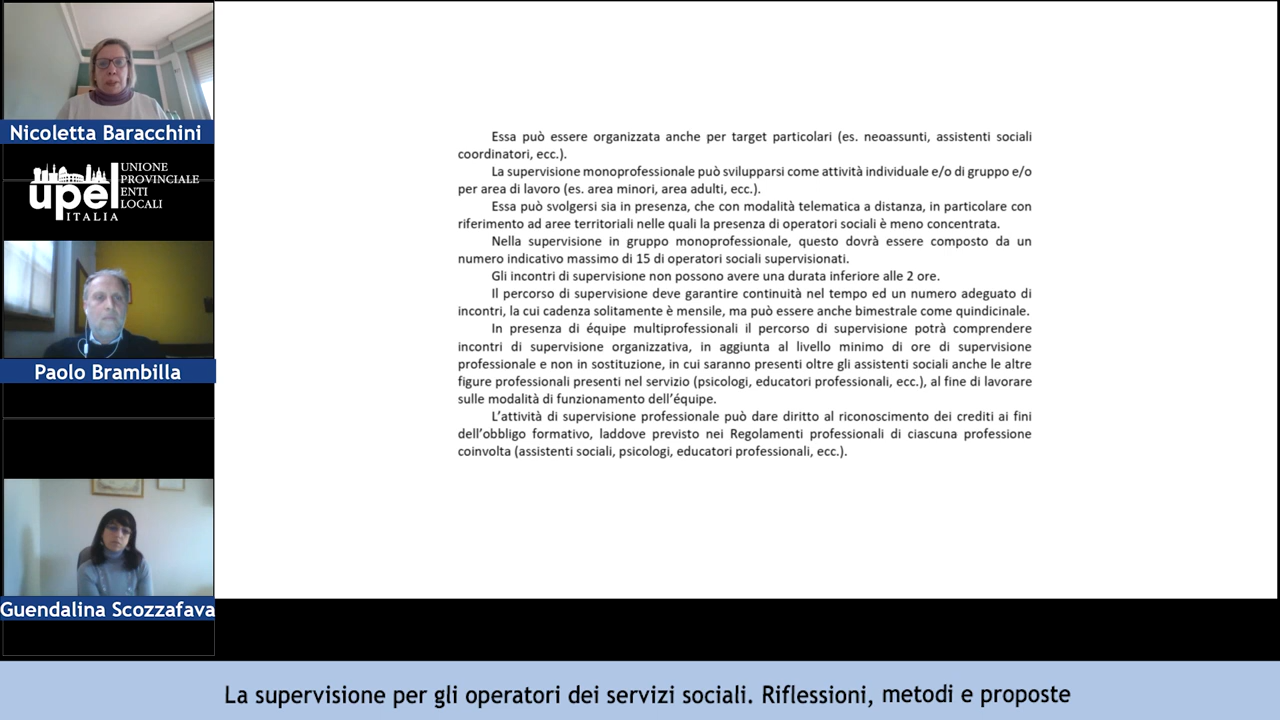 Nicoletta Baracchini
upel
ITALIA
UNIONE
PROVINCIALE
ENTI
LOCALI
Paolo Brambilla
Guendalina Scozzafava
Essa può essere organizzata anche per target particolari (es. neoassunti, assistenti sociali
coordinatori, ecc.).
La supervisione monoprofessionale può svilupparsi come attività individuale e/o di gruppo e/o
per area di lavoro (es. area minori, area adulti, ecc.).
Essa può svolgersi sia in presenza, che con modalità telematica a distanza, in particolare con
riferimento ad aree territoriali nelle quali la presenza di operatori sociali è meno concentrata.
Nella supervisione in gruppo monoprofessionale, questo dovrà essere composto da un
numero indicativo massimo di 15 di operatori sociali supervisionati.
Gli incontri di supervisione non possono avere una durata inferiore alle 2 ore.
Il percorso di supervisione deve garantire continuità nel tempo ed un numero adeguato di
incontri, la cui cadenza solitamente è mensile, ma può essere anche bimestrale come quindicinale.
In presenza di équipe multiprofessionali il percorso di supervisione potrà comprendere
incontri di supervisione organizzativa, in aggiunta al livello minimo di ore di supervisione
professionale e non in sostituzione, in cui saranno presenti oltre gli assistenti sociali anche le altre
figure professionali presenti nel servizio (psicologi, educatori professionali, ecc.), al fine di lavorare
sulle modalità di funzionamento dell'équipe.
L'attività di supervisione professionale può dare diritto al riconoscimento dei crediti ai fini
dell'obbligo formativo, laddove previsto nei Regolamenti professionali di ciascuna professione
coinvolta (assistenti sociali, psicologi, educatori professionali, ecc.).
La supervisione per gli operatori dei servizi sociali. Riflessioni, metodi e proposte